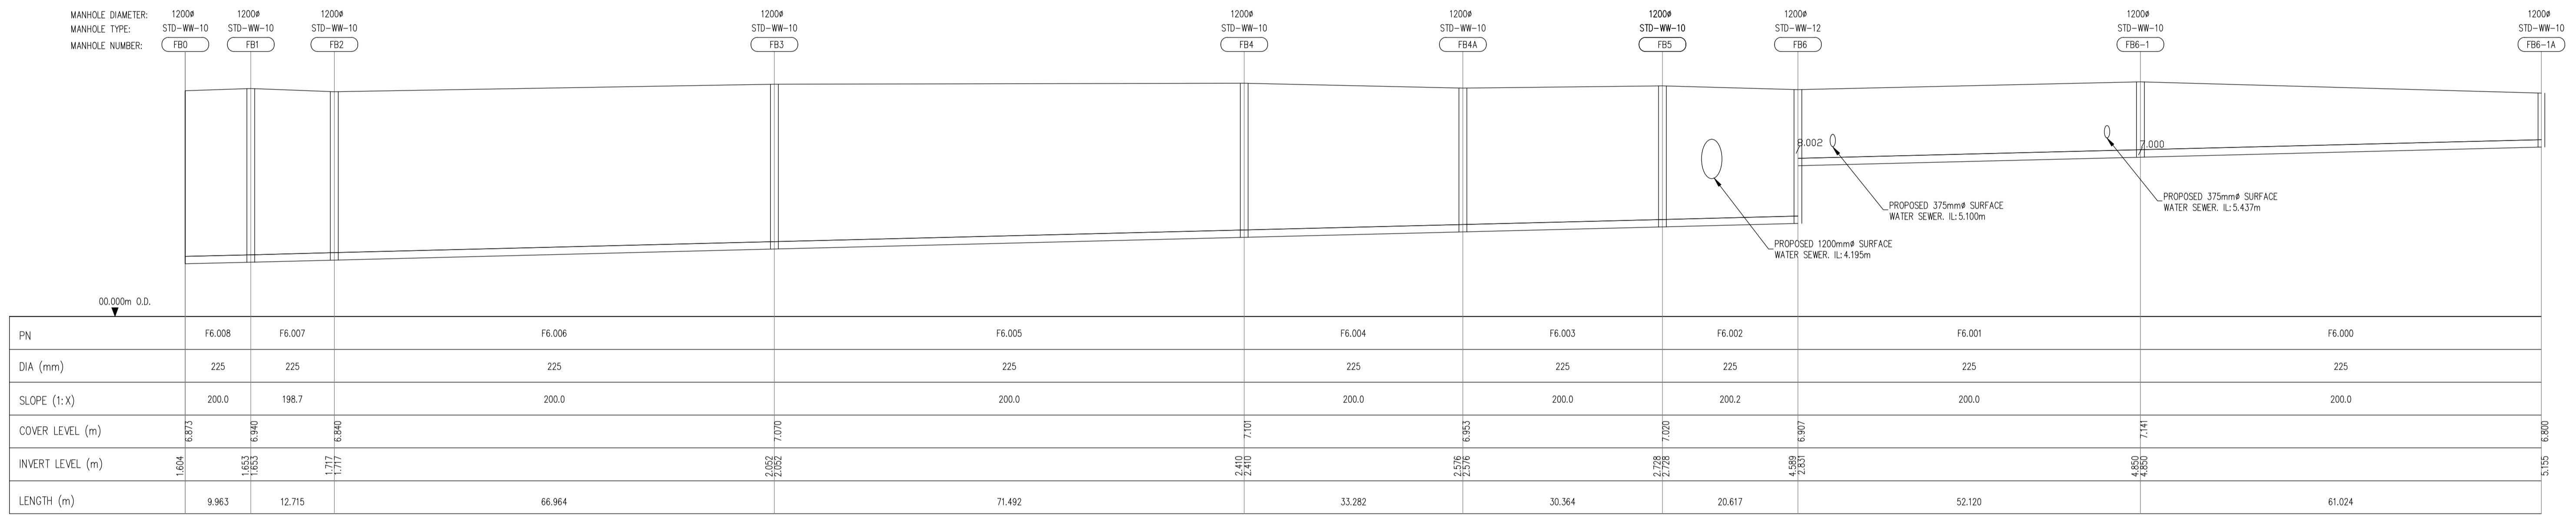 MANHOLE DIAMETER: 1200ø 1200ø 1200ø 1200ø 1200ø 1200ø 1200ø 1200ø 1200ø 1200ø
MANHOLE TYPE: STD-WW-10 STD-WW-10 STD-WW-10 STD-WW-10 STD-WW-10 STD-WW-10 STD-WW-10 STD-WW-12 STD-WW-10 STD-WW-10
MANHOLE NUMBER: FB0 FB1 FB2 FB3 FB4 FB4A FB5 FB6 FB6-1 FB6-1A
7.000
PROPOSED 375mmø SURFACE
WATER SEWER. IL:5.437m
PROPOSED 375mmø SURFACE
WATER SEWER. IL:5.100m
PROPOSED 1200mmø SURFACE
WATER SEWER. IL:4.195m
00.000m O.D.
PN F6.008 F6.007 F6.006 F6.005 F6.004 F6.003 F6.002 F6.001 F6.000
DIA (mm) 225 225 225 225 225 225 225 225 225
SLOPE (1:X) 200.0 198.7 200.0 200.0 200.0 200.0 200.2 200.0 200.0
COVER LEVEL (m) 6.873 6.940 6.840 7.070 7.101 6.953 7.020 6.907 7.141 6.800
INVERT LEVEL (m) 1.604 1.653 1.653 1.717 1.717 2.052 2.052 2.410 2.410 2.576 2.576 2.728 2.728 4.589 2.831 4.850 4.850 5.155
LENGTH (m) 9.963 12.715 66.964 71.492 33.282 30.364 20.617 52.120 61.024